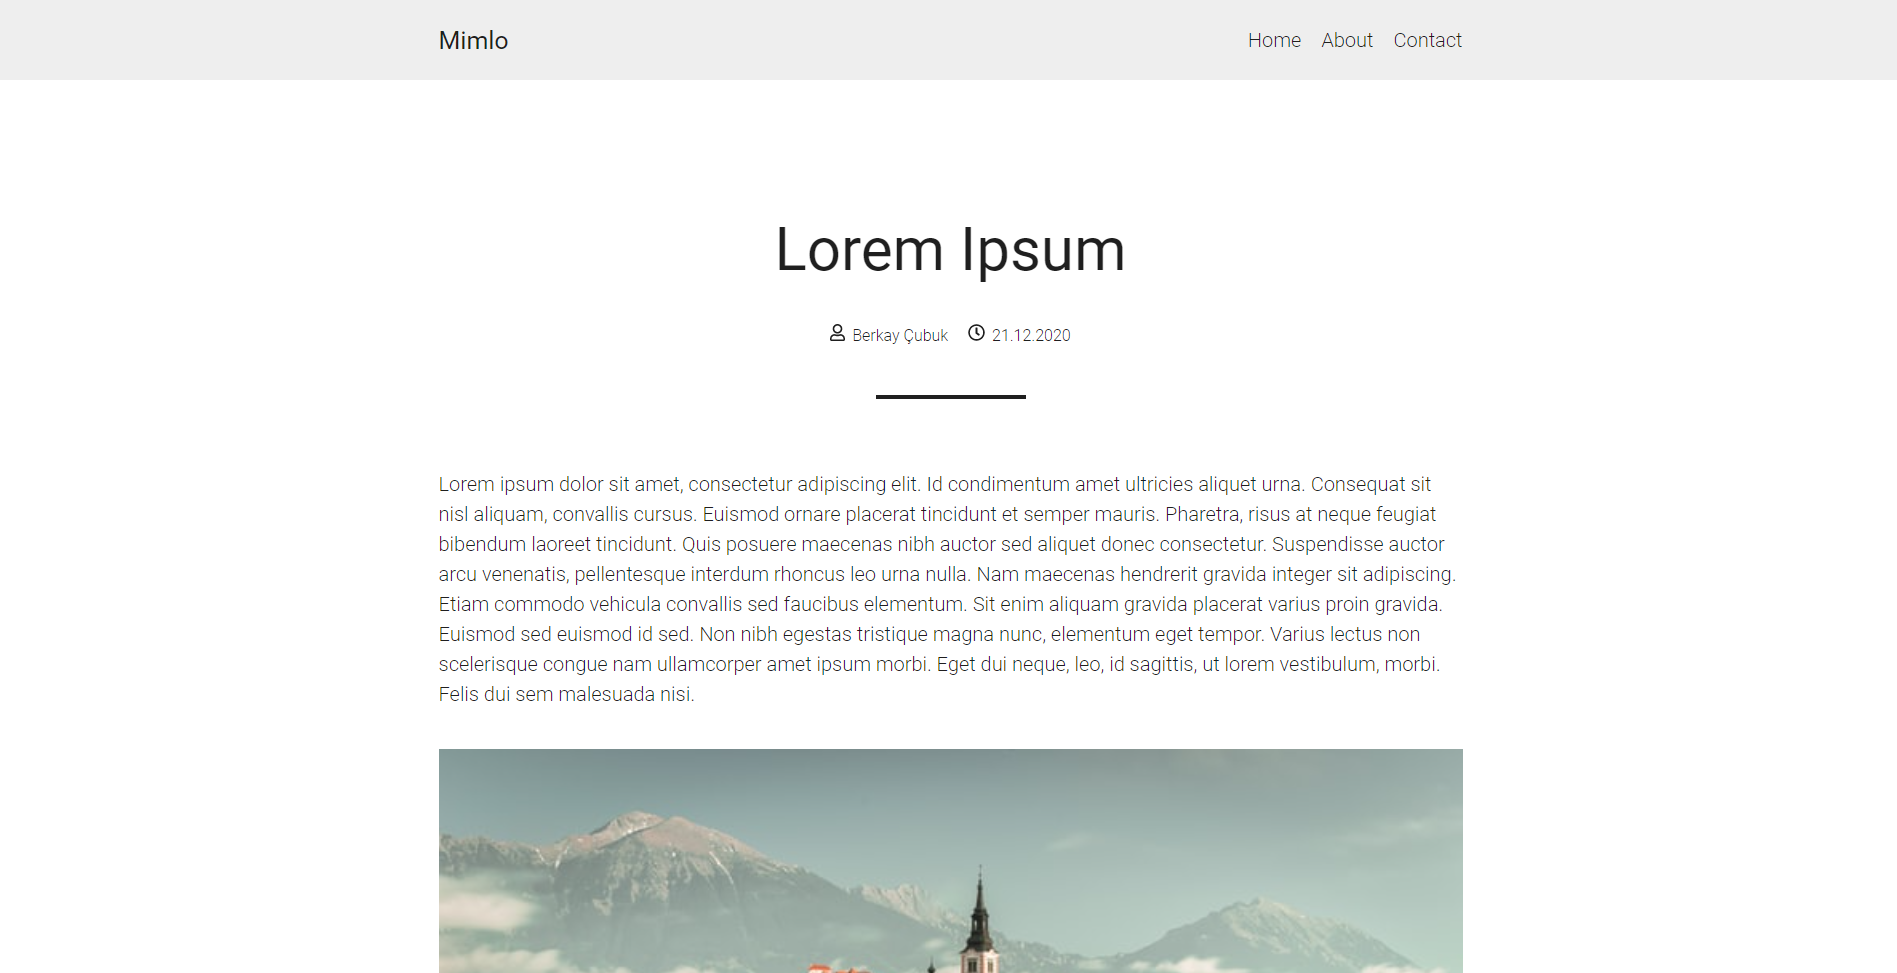 Mimlo
Home About Contact
Lorem Ipsum
Berkay Çubuk 21.12.2020
Lorem ipsum dolor sit amet, consectetur adipiscing elit. Id condimentum amet ultricies aliquet urna. Consequat sit
nisl aliquam, convallis cursus. Euismod ornare placerat tincidunt et semper mauris. Pharetra, risus at neque feugiat
bibendum laoreet tincidunt. Quis posuere maecenas nibh auctor sed aliquet donec consectetur. Suspendisse auctor
arcu venenatis, pellentesque interdum rhoncus leo urna nulla. Nam maecenas hendrerit gravida integer sit adipiscing.
Etiam commodo vehicula convallis sed faucibus elementum. Sit enim aliquam gravida placerat varius proin gravida.
Euismod sed euismod id sed. Non nibh egestas tristique magna nunc, elementum eget tempor. Varius lectus non
scelerisque congue nam ullamcorper amet ipsum morbi. Eget dui neque, leo, id sagittis, ut lorem vestibulum, morbi.
Felis dui sem malesuada nisi.